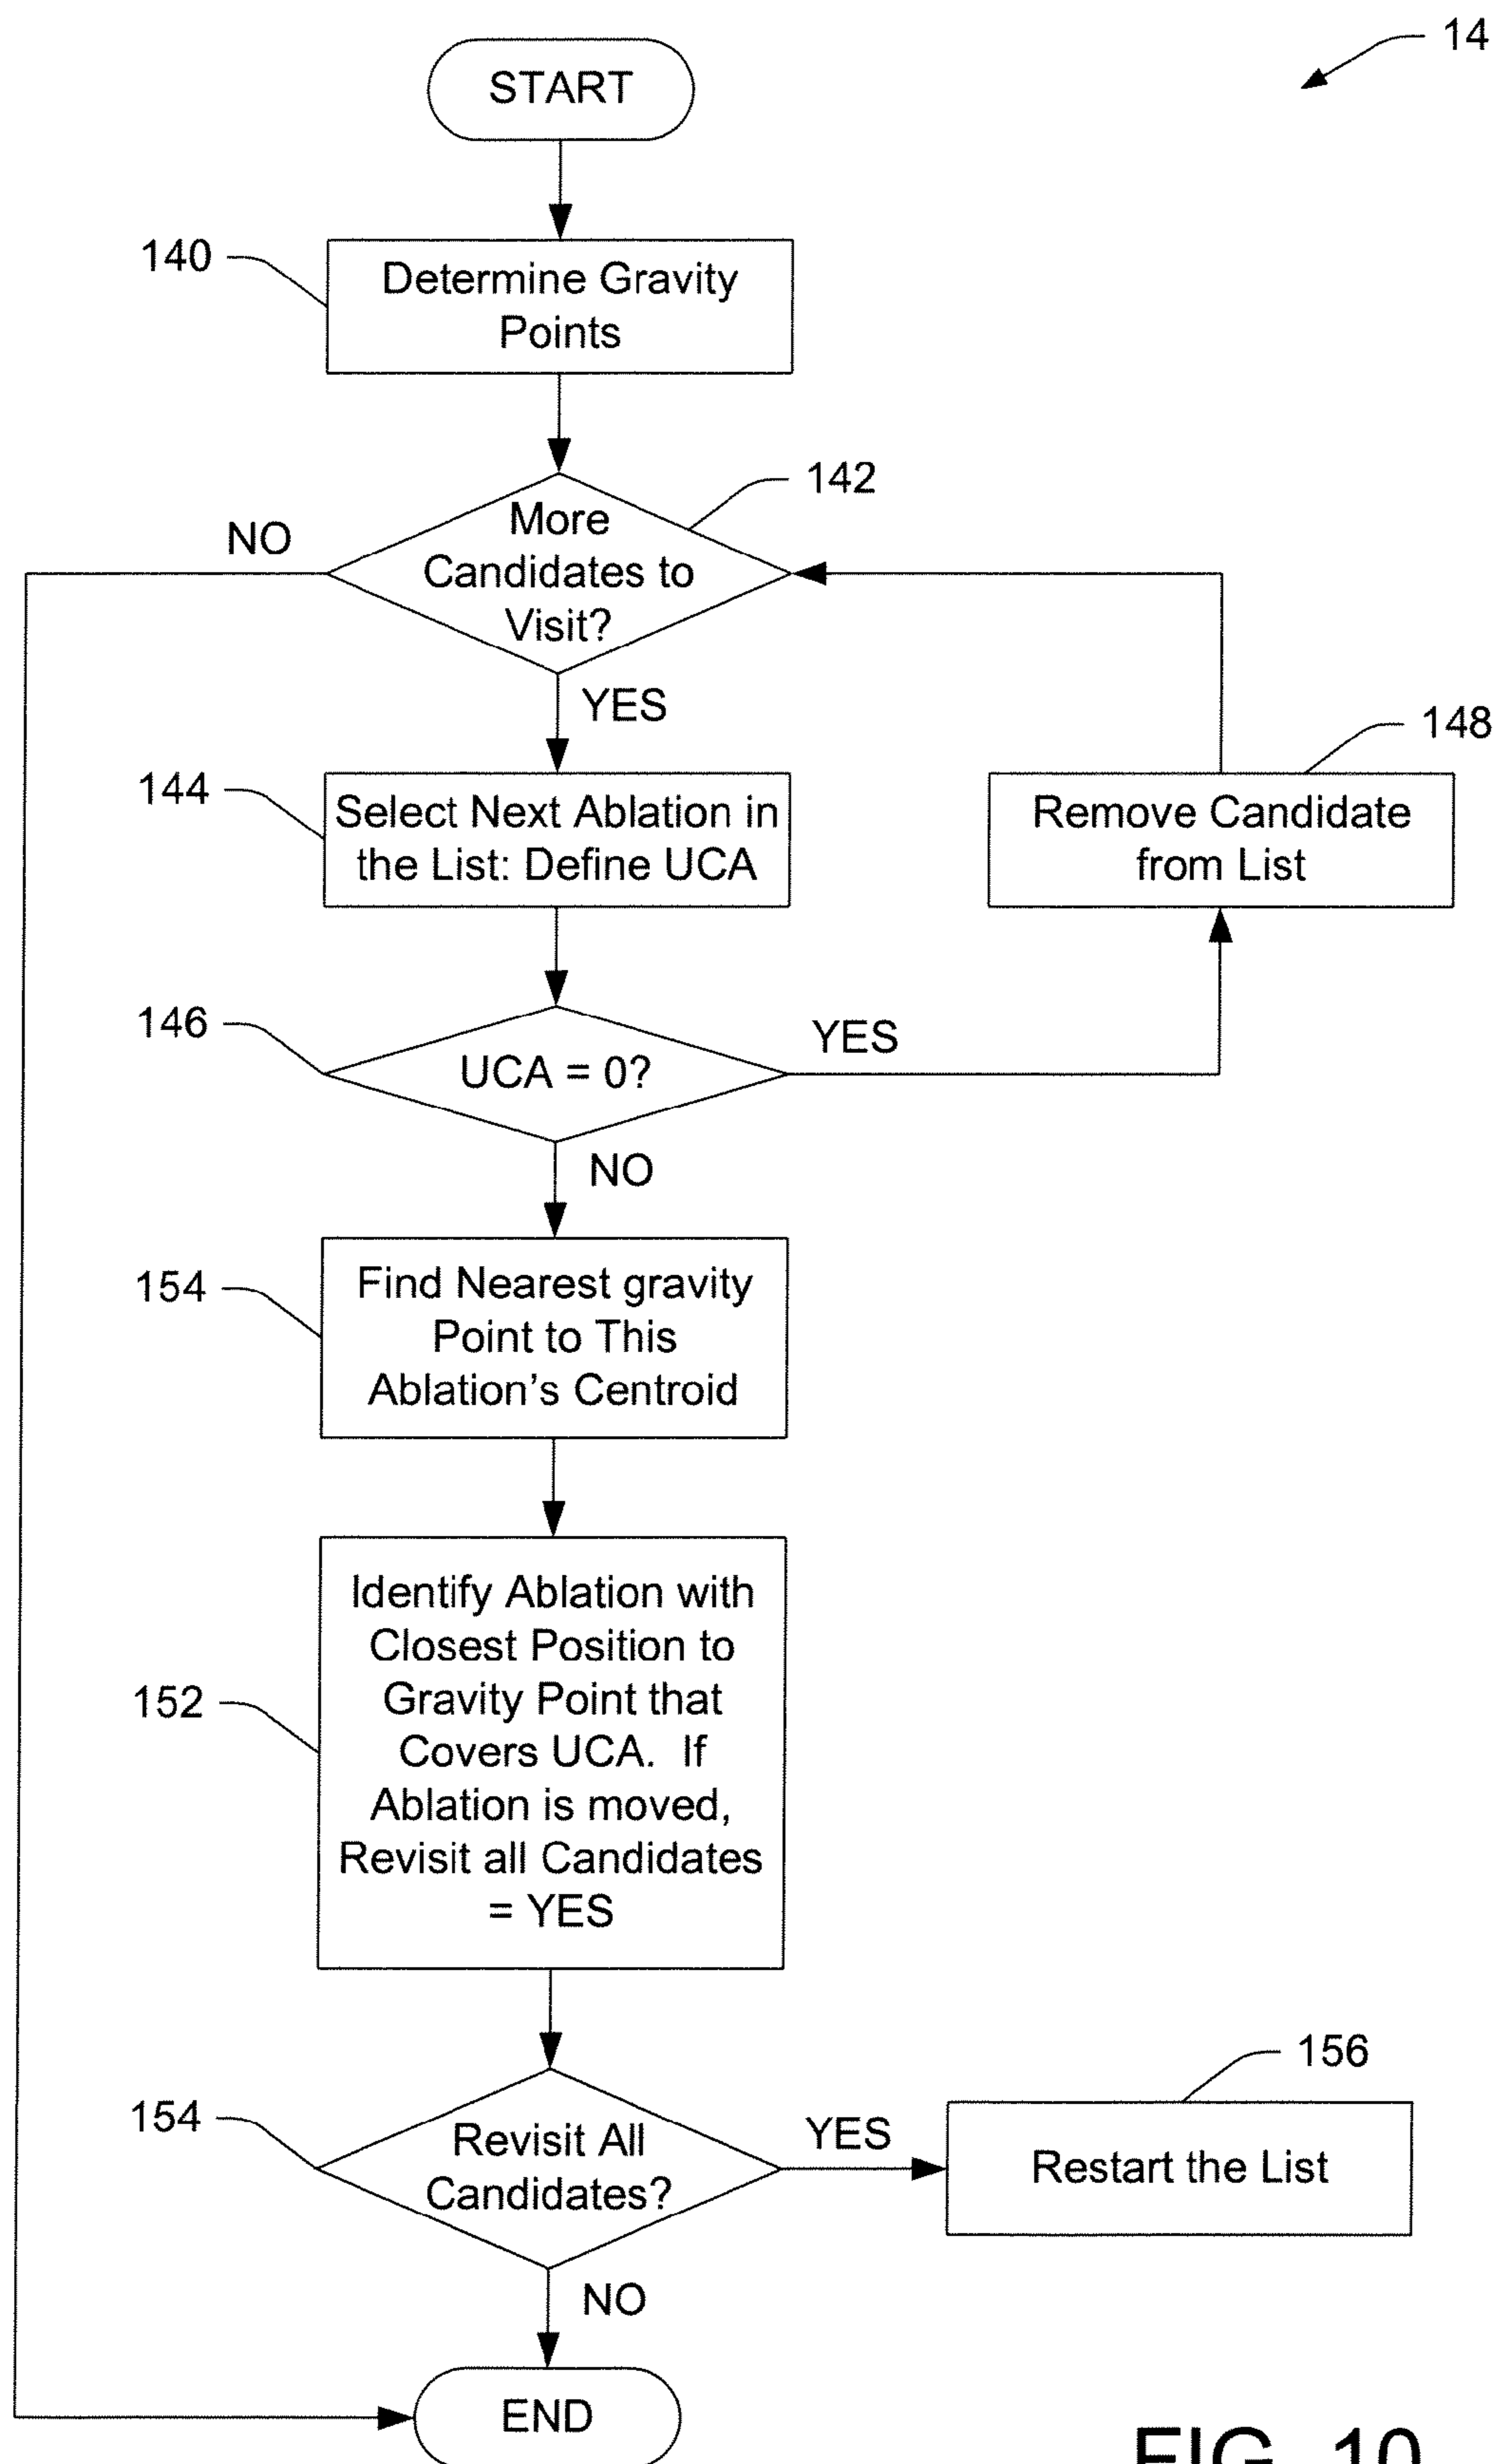 14
START
140
Determine Gravity
Points
142
More
Candidates to
Visit?
NO
YES
144
Select Next Ablation in
the List: Define UCA
148
Remove Candidate
from List
146
UCA = 0?
YES
NO
154
Find Nearest gravity
Point to This
Ablation's Centroid
152
Identify Ablation with
Closest Position to
Gravity Point that
Covers UCA. If
Ablation is moved,
Revisit all Candidates
= YES
154
Revisit All
Candidates?
YES
156
Restart the List
NO
END
FIG. 10